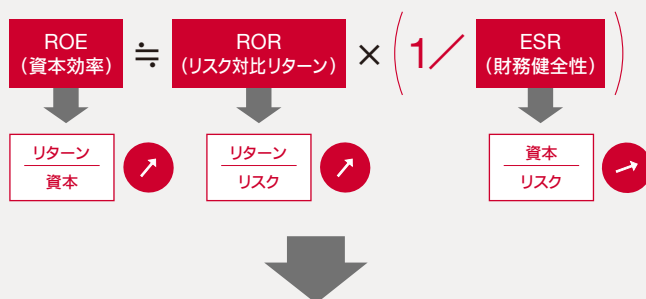 ROE
(資本効率)
≒
ROR
(リスク対比リターン)
×
(1/
ESR
(財務健全性)
)
リターン
資本
リターン
リスク
資本
リスク